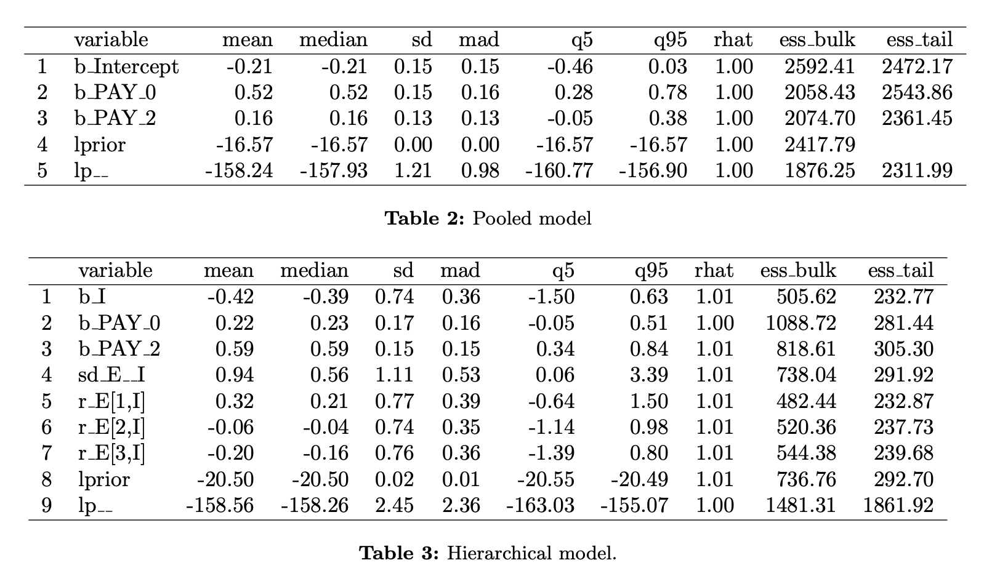 variable mean median sd mad q5 q95 rhat ess_bulk ess_tail
1 b_Intercept -0.21 -0.21 0.15 0.15 -0.46 0.03 1.00 2592.41 2472.17
2 b_PAY_0 0.52 0.52 0.15 0.16 0.28 0.78 1.00 2058.43 2543.86
3 b_PAY_2 0.16 0.16 0.13 0.13 -0.05 0.38 1.00 2074.70 2361.45
4 lprior -16.57 -16.57 0.00 0.00 -16.57 -16.57 1.00 2417.79
5 lp__ -158.24 -157.93 1.21 0.98 -160.77 -156.90 1.00 1876.25 2311.99
Table 2: Pooled model
variable mean median sd mad q5 q95 rhat ess_bulk ess_tail
1 b_I -0.42 -0.39 0.74 0.36 -1.50 0.63 1.01 505.62 232.77
2 b_PAY_0 0.22 0.23 0.17 0.16 -0.05 0.51 1.00 1088.72 281.44
3 b_PAY_2 0.59 0.59 0.15 0.15 0.34 0.84 1.01 818.61 305.30
4 sd_E__I 0.94 0.56 1.11 0.53 0.06 3.39 1.01 738.04 291.92
5 r_E[1,I] 0.32 0.21 0.77 0.39 -0.64 1.50 1.01 482.44 232.87
6 r_E[2,I] -0.06 -0.04 0.74 0.35 -1.14 0.98 1.01 520.36 237.73
7 r_E[3,I] -0.20 -0.16 0.76 0.36 -1.39 0.80 1.01 544.38 239.68
8 lprior -20.50 -20.50 0.02 0.01 -20.55 -20.49 1.01 736.76 292.70
9 lp__ -158.56 -158.26 2.45 2.36 -163.03 -155.07 1.00 1481.31 1861.92
Table 3: Hierarchical model.